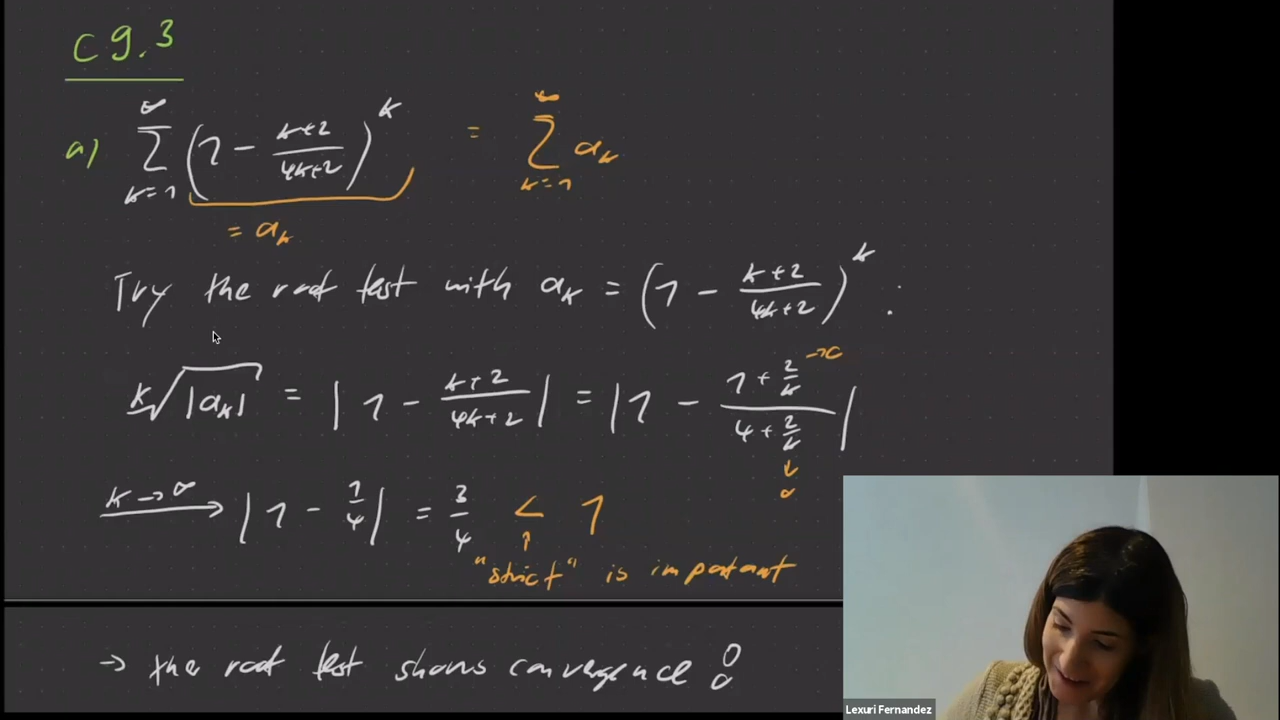 C 9.3
a) ∑_{k=1}^{∞} (1 - (k+2)/(4k+2))^k = ∑_{k=1}^{∞} a_k
= a_k
Try the root test with a_k = (1 - (k+2)/(4k+2))^k :
k√|a_k| = |1 - (k+2)/(4k+2)| = |1 - (1 + 2/k)/(4 + 2/k)|
→ 0
↓ 0
k → ∞ ⟶ |1 - 1/4| = 3/4 < 1
↑
"strict" is important
→ the root test shows convergence !
Lexuri Fernandez